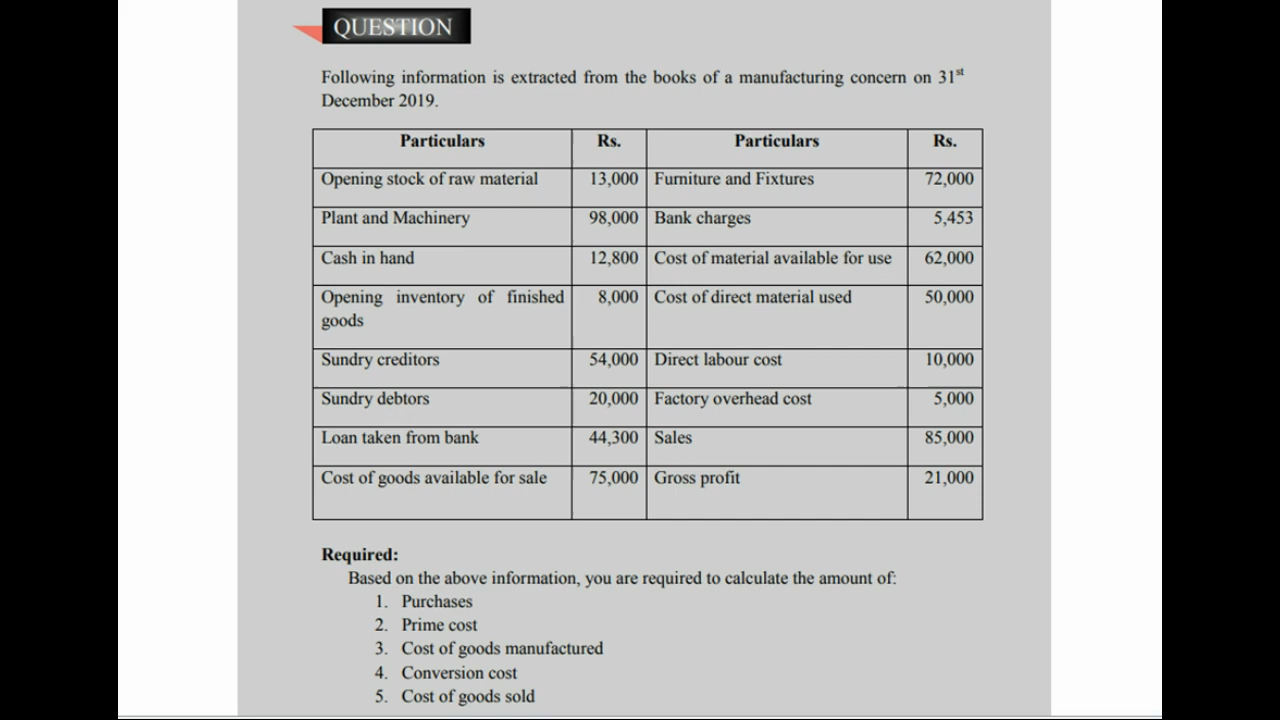 QUESTION
Following information is extracted from the books of a manufacturing concern on 31st
December 2019.
Particulars Rs. Particulars Rs.
Opening stock of raw material 13,000 Furniture and Fixtures 72,000
Plant and Machinery 98,000 Bank charges 5,453
Cash in hand 12,800 Cost of material available for use 62,000
Opening inventory of finished 8,000 Cost of direct material used 50,000
goods
Sundry creditors 54,000 Direct labour cost 10,000
Sundry debtors 20,000 Factory overhead cost 5,000
Loan taken from bank 44,300 Sales 85,000
Cost of goods available for sale 75,000 Gross profit 21,000
Required:
Based on the above information, you are required to calculate the amount of:
1. Purchases
2. Prime cost
3. Cost of goods manufactured
4. Conversion cost
5. Cost of goods sold